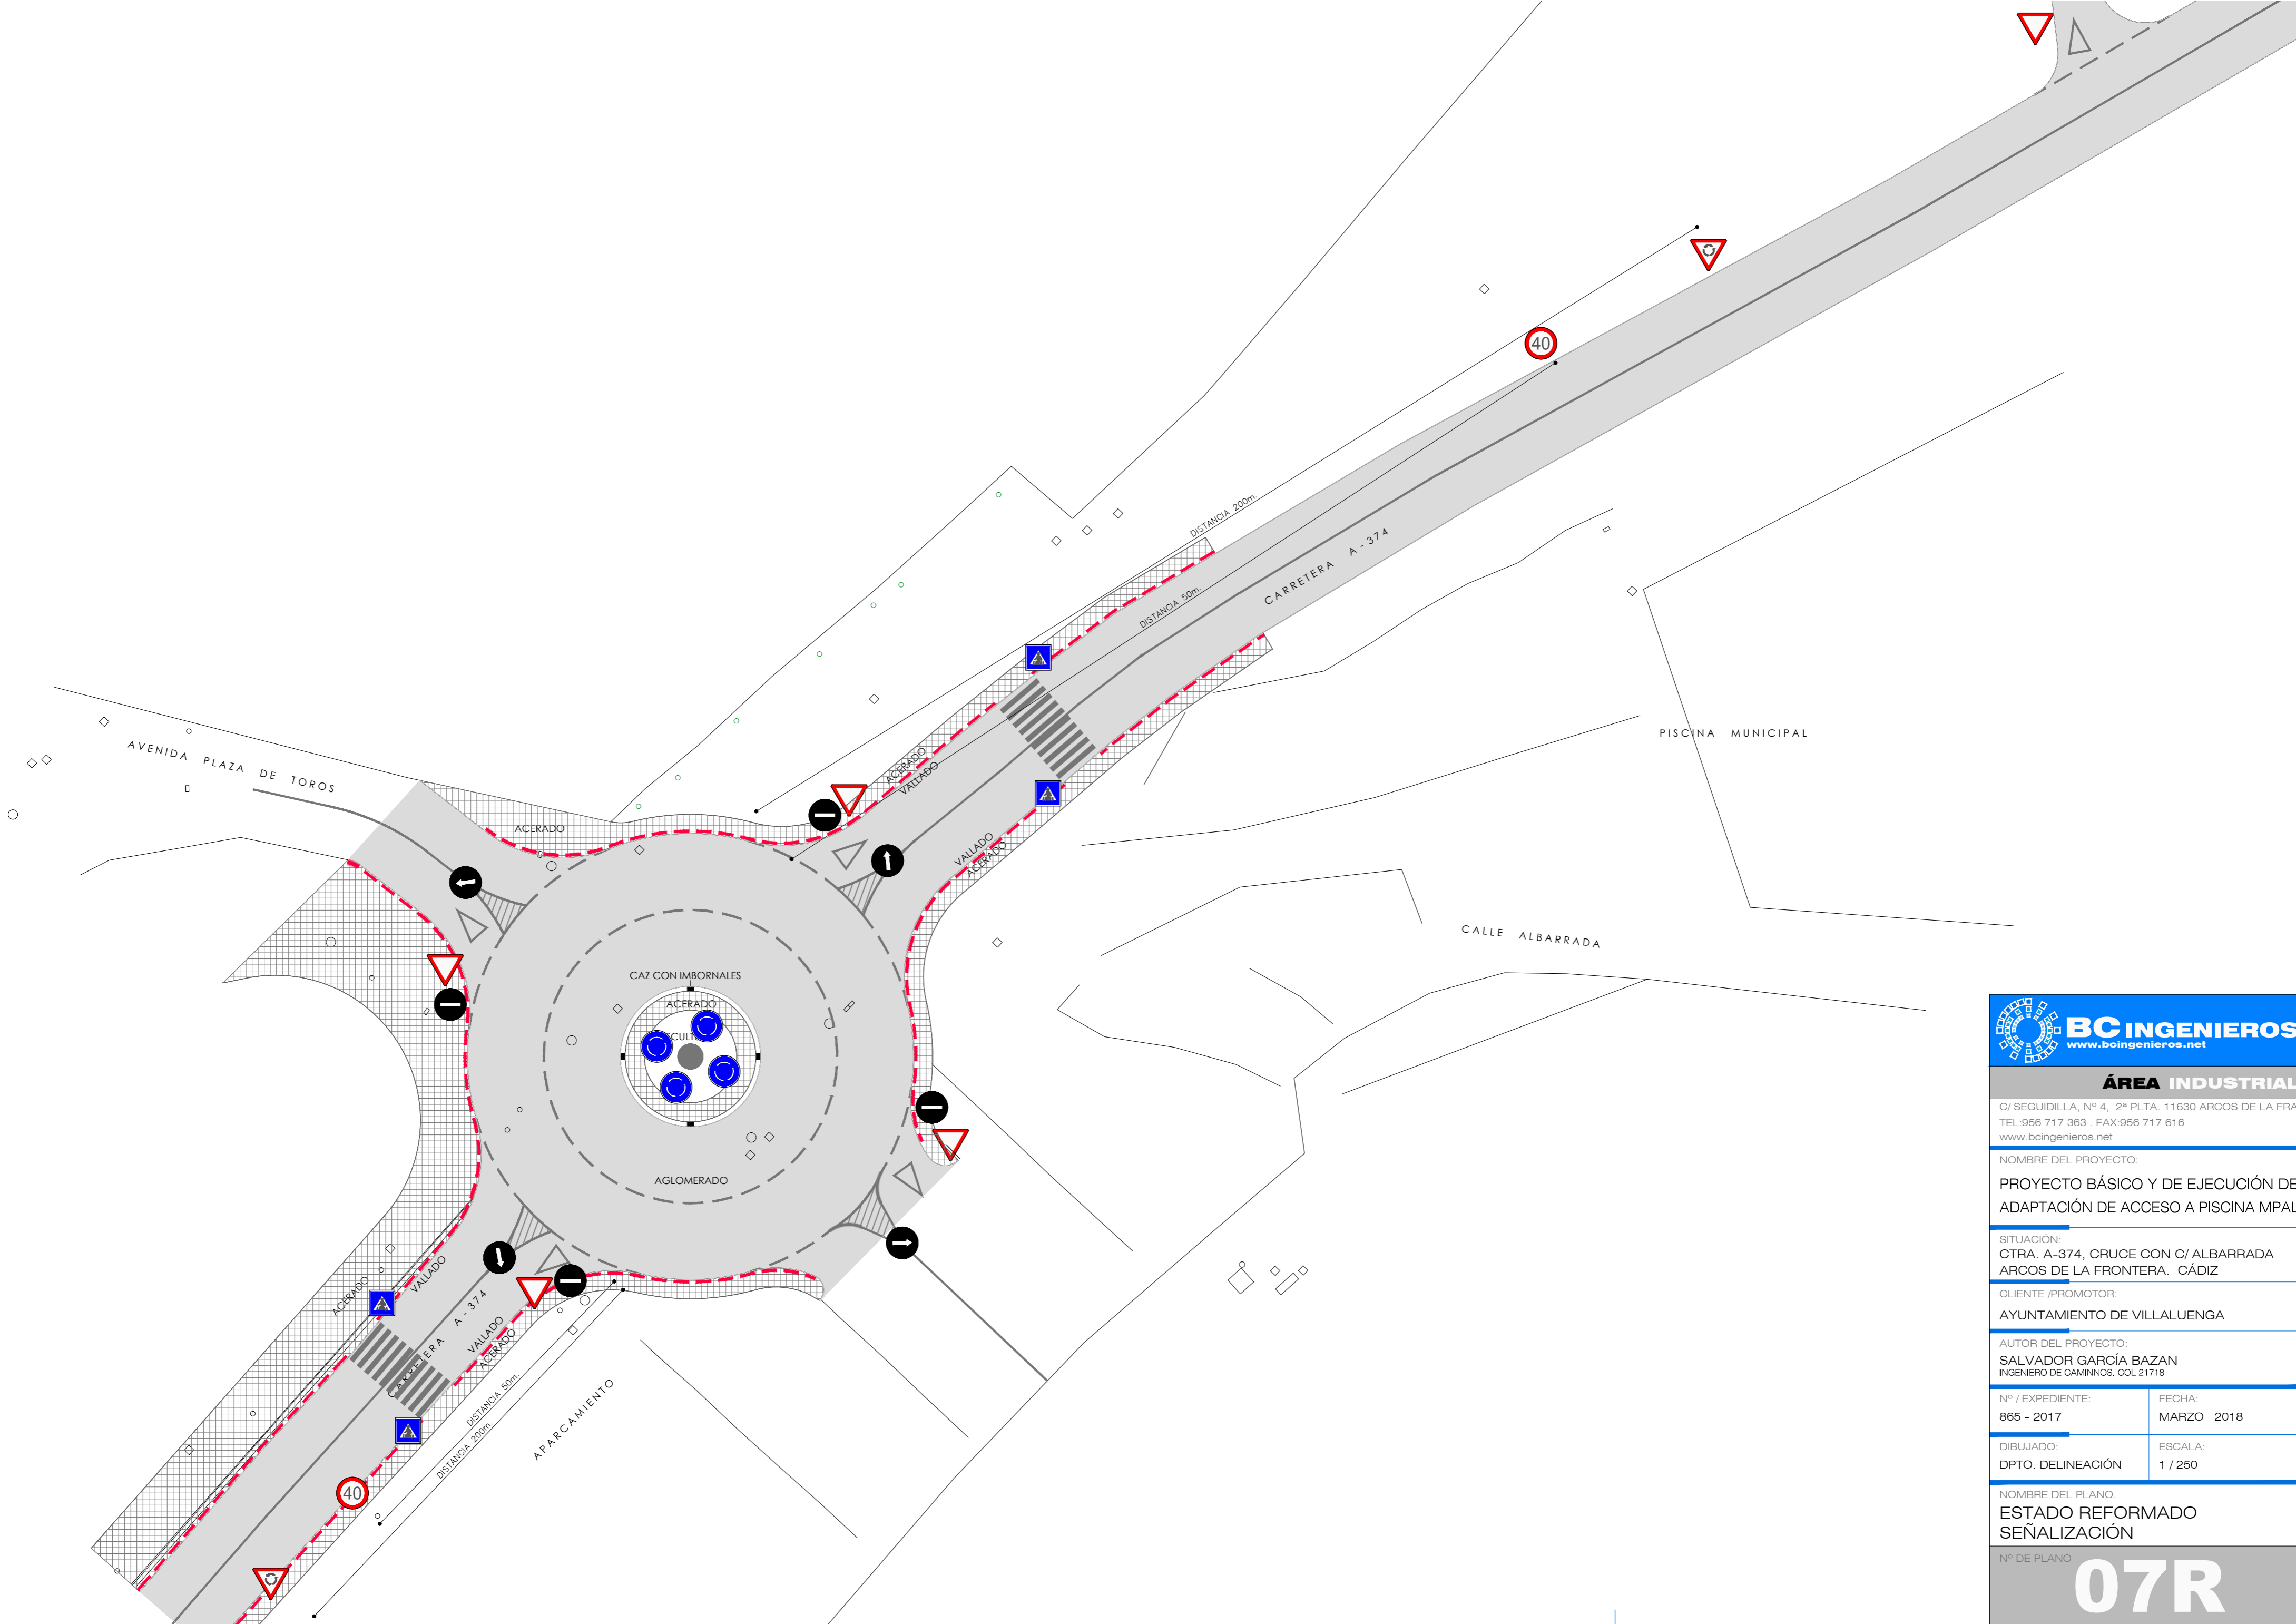 DISTANCIA 200m.
40
CARRETERA A-374
DISTANCIA 50m.
PISCINA MUNICIPAL
AVENIDA PLAZA DE TOROS
ACERADO
VALLADO
ACERADO
VALLADO
ACERADO
CALLE ALBARRADA
CAZ CON IMBORNALES
ACERADO
AGLOMERADO
ACERADO
VALLADO
CARRETERA A-374
VALLADO
ACERADO
DISTANCIA 50m.
DISTANCIA 200m.
APARCAMIENTO
40
BC INGENIEROS
www.bcingenieros.net
ÁREA INDUSTRIAL
C/ SEGUIDILLA, Nº 4, 2ª PLTA. 11630 ARCOS DE LA FRA
TEL:956 717 363 . FAX:956 717 616
www.bcingenieros.net
NOMBRE DEL PROYECTO:
PROYECTO BÁSICO Y DE EJECUCIÓN DE
ADAPTACIÓN DE ACCESO A PISCINA MPAL
SITUACIÓN:
CTRA. A-374, CRUCE CON C/ ALBARRADA
ARCOS DE LA FRONTERA. CÁDIZ
CLIENTE /PROMOTOR:
AYUNTAMIENTO DE VILLALUENGA
AUTOR DEL PROYECTO:
SALVADOR GARCÍA BAZAN
INGENIERO DE CAMINNOS, COL 21718
Nº / EXPEDIENTE:
865 - 2017
FECHA:
MARZO 2018
DIBUJADO:
DPTO. DELINEACIÓN
ESCALA:
1 / 250
NOMBRE DEL PLANO.
ESTADO REFORMADO
SEÑALIZACIÓN
Nº DE PLANO
07R